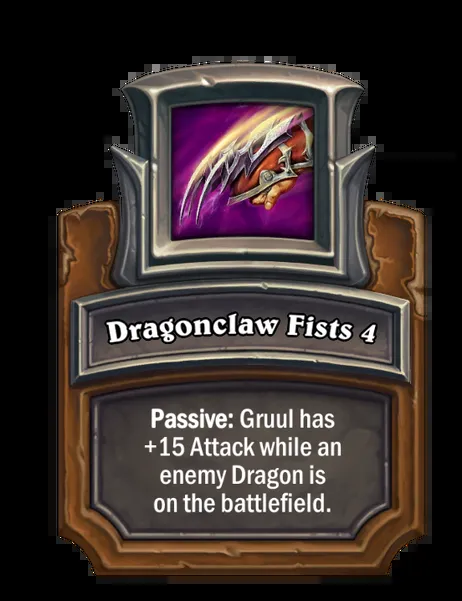 Dragonclaw Fists 4
Passive: Gruul has
+15 Attack while an
enemy Dragon is
on the battlefield.